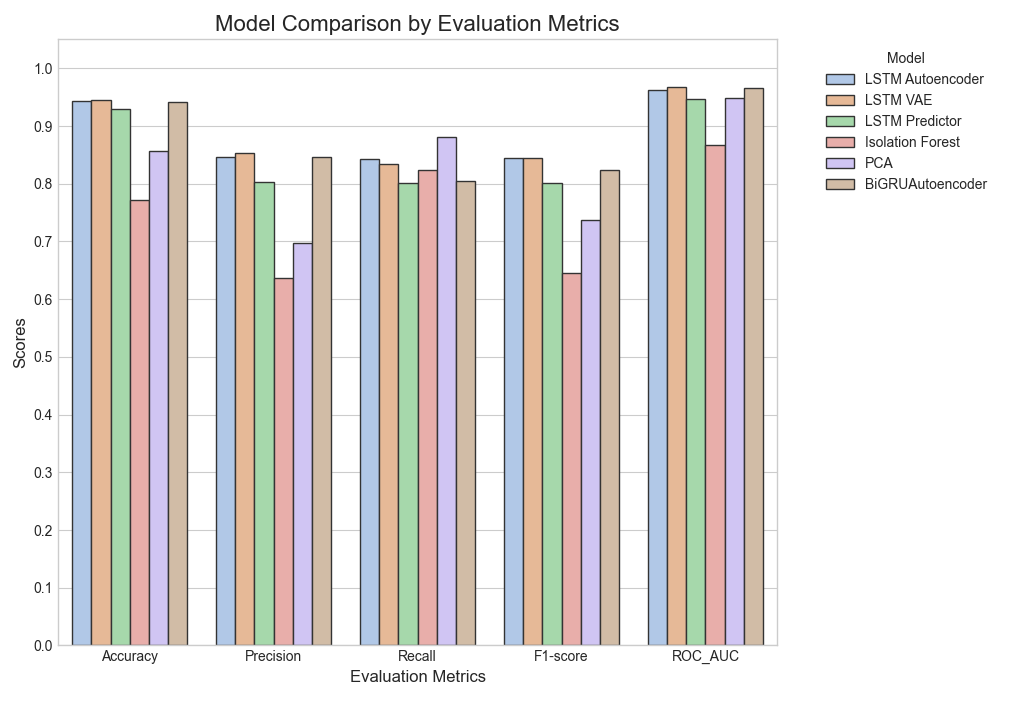 Model Comparison by Evaluation Metrics
Scores
1.0
0.9
0.8
0.7
0.6
0.5
0.4
0.3
0.2
0.1
0.0
Accuracy
Precision
Recall
F1-score
ROC_AUC
Evaluation Metrics
Model
LSTM Autoencoder
LSTM VAE
LSTM Predictor
Isolation Forest
PCA
BiGRUAutoencoder